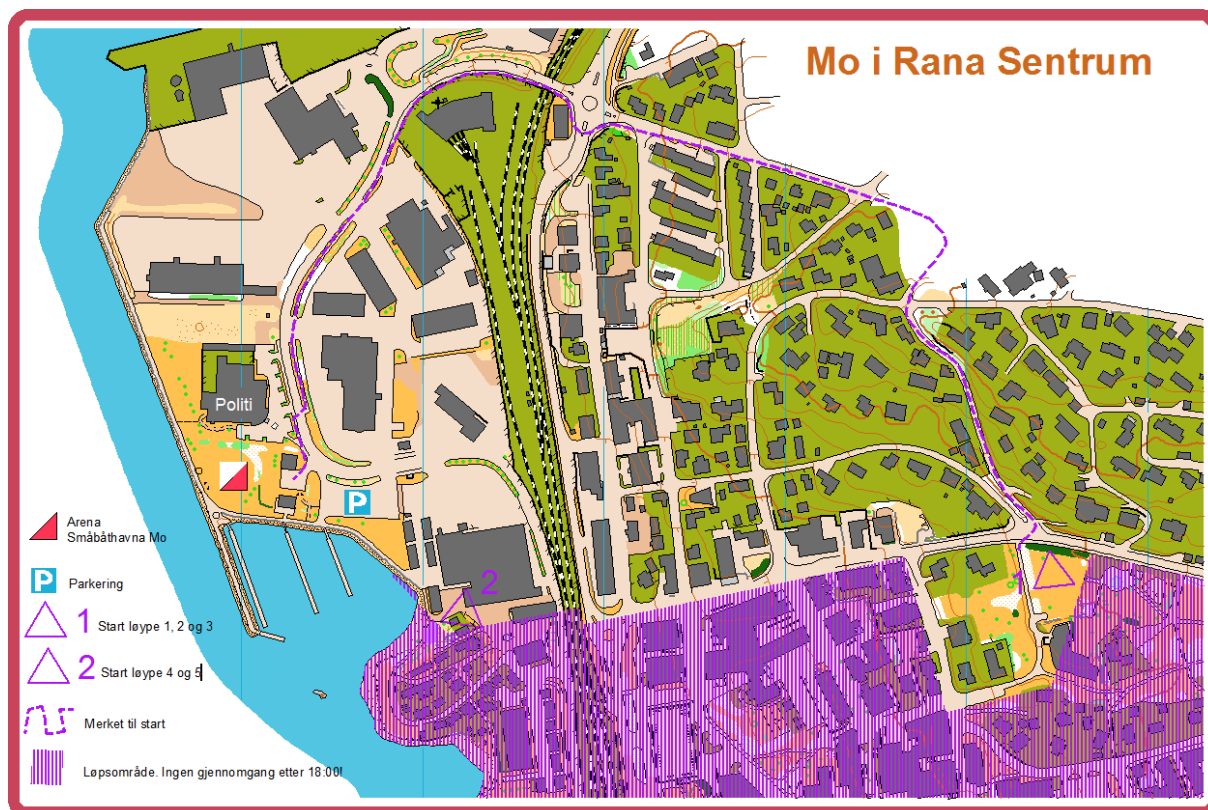 Mo i Rana Sentrum
Politi
P
2
Arena
Småbåthavna Mo
P Parkering
1 Start løype 1, 2 og 3
2 Start løype 4 og 5
Merket til start
Løpsområde. Ingen gjennomgang etter 18:00!